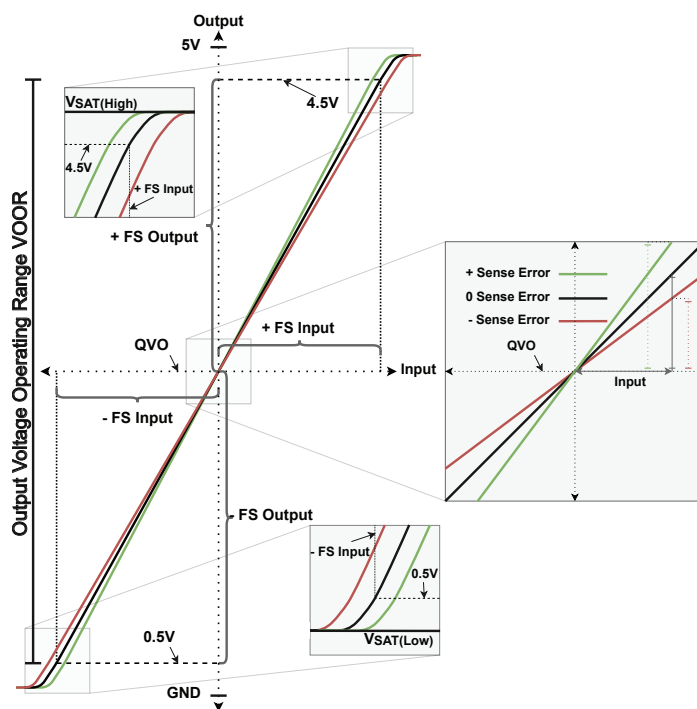 Output
5V
VSAT(High)
4.5V
+ FS Input
4.5V
+ FS Output
Output Voltage Operating Range VOOR
+ Sense Error
0 Sense Error
- Sense Error
QVO
Input
+ FS Input
QVO
Input
- FS Input
- FS Output
- FS Input
0.5V
VSAT(Low)
0.5V
GND